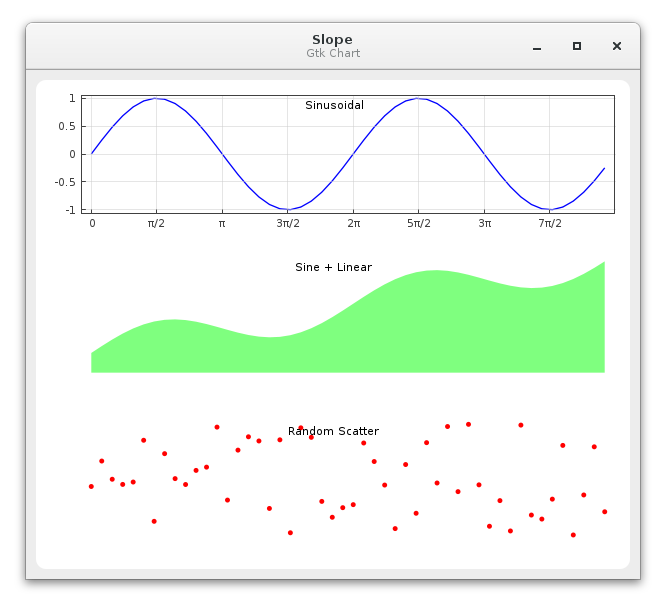 Slope
Gtk Chart
Sinusoidal
1
0.5
0
-0.5
-1
0 π/2 π 3π/2 2π 5π/2 3π 7π/2
Sine + Linear
Random Scatter